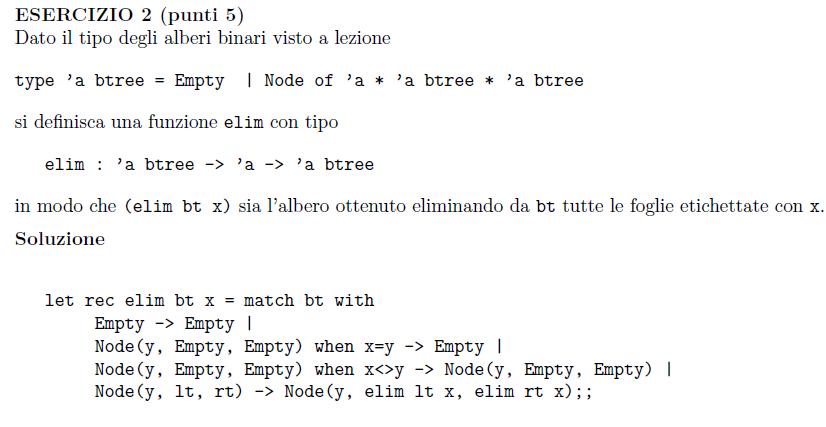 ESERCIZIO 2 (punti 5)
Dato il tipo degli alberi binari visto a lezione
type ’a btree = Empty | Node of ’a * ’a btree * ’a btree
si definisca una funzione elim con tipo
elim : ’a btree -> ’a -> ’a btree
in modo che (elim bt x) sia l’albero ottenuto eliminando da bt tutte le foglie etichettate con x.
Soluzione
let rec elim bt x = match bt with
Empty -> Empty |
Node(y, Empty, Empty) when x=y -> Empty |
Node(y, Empty, Empty) when x<>y -> Node(y, Empty, Empty) |
Node(y, lt, rt) -> Node(y, elim lt x, elim rt x);;